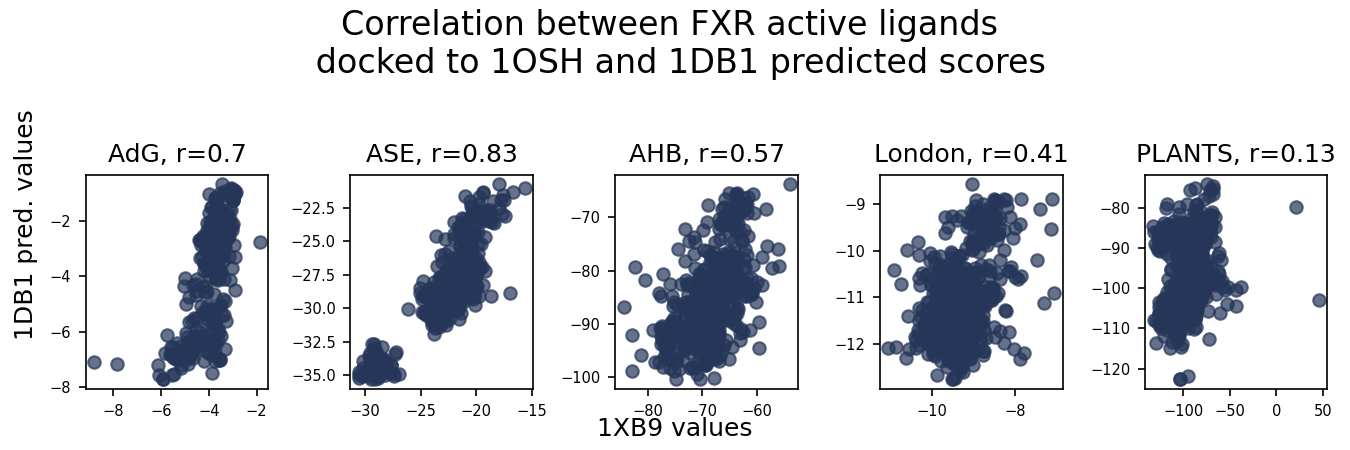 Correlation between FXR active ligands
docked to 1OSH and 1DB1 predicted scores
1DB1 pred. values
AdG, r=0.7
−2
−4
−6
−8
−8 −6 −4 −2
ASE, r=0.83
−22.5
−25.0
−27.5
−30.0
−32.5
−35.0
−30 −25 −20 −15
AHB, r=0.57
−70
−80
−90
−100
−80 −70 −60
London, r=0.41
−9
−10
−11
−12
−10 −8
PLANTS, r=0.13
−80
−90
−100
−110
−120
−100 −50 0 50
1XB9 values